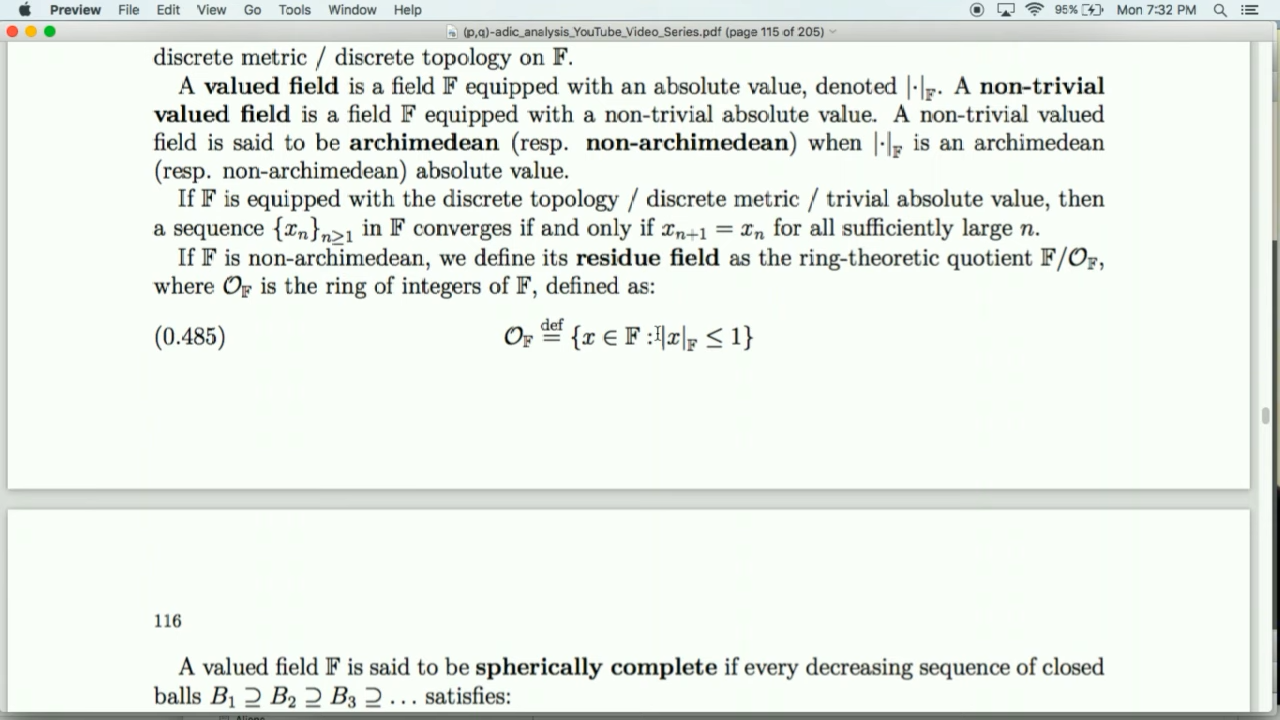 Preview File Edit View Go Tools Window Help 95% Mon 7:32 PM
(p,q)-adic_analysis_YouTube_Video_Series.pdf (page 115 of 205)
discrete metric / discrete topology on 𝔽.
A valued field is a field 𝔽 equipped with an absolute value, denoted |·|_𝔽. A non-trivial
valued field is a field 𝔽 equipped with a non-trivial absolute value. A non-trivial valued
field is said to be archimedean (resp. non-archimedean) when |·|_𝔽 is an archimedean
(resp. non-archimedean) absolute value.
If 𝔽 is equipped with the discrete topology / discrete metric / trivial absolute value, then
a sequence {x_n}_{n≥1} in 𝔽 converges if and only if x_{n+1} = x_n for all sufficiently large n.
If 𝔽 is non-archimedean, we define its residue field as the ring-theoretic quotient 𝔽/𝒪_𝔽,
where 𝒪_𝔽 is the ring of integers of 𝔽, defined as:
(0.485) 𝒪_𝔽 def= {x ∈ 𝔽 : |x|_𝔽 ≤ 1}
116
A valued field 𝔽 is said to be spherically complete if every decreasing sequence of closed
balls B_1 ⊇ B_2 ⊇ B_3 ⊇ ... satisfies: